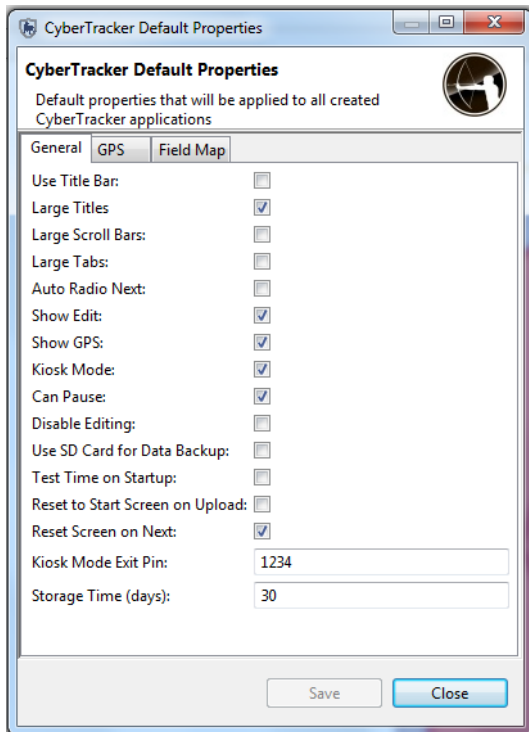 CyberTracker Default Properties
CyberTracker Default Properties
Default properties that will be applied to all created
CyberTracker applications
General GPS Field Map
Use Title Bar:
Large Titles
Large Scroll Bars:
Large Tabs:
Auto Radio Next:
Show Edit:
Show GPS:
Kiosk Mode:
Can Pause:
Disable Editing:
Use SD Card for Data Backup:
Test Time on Startup:
Reset to Start Screen on Upload:
Reset Screen on Next:
Kiosk Mode Exit Pin: 1234
Storage Time (days): 30
Save Close